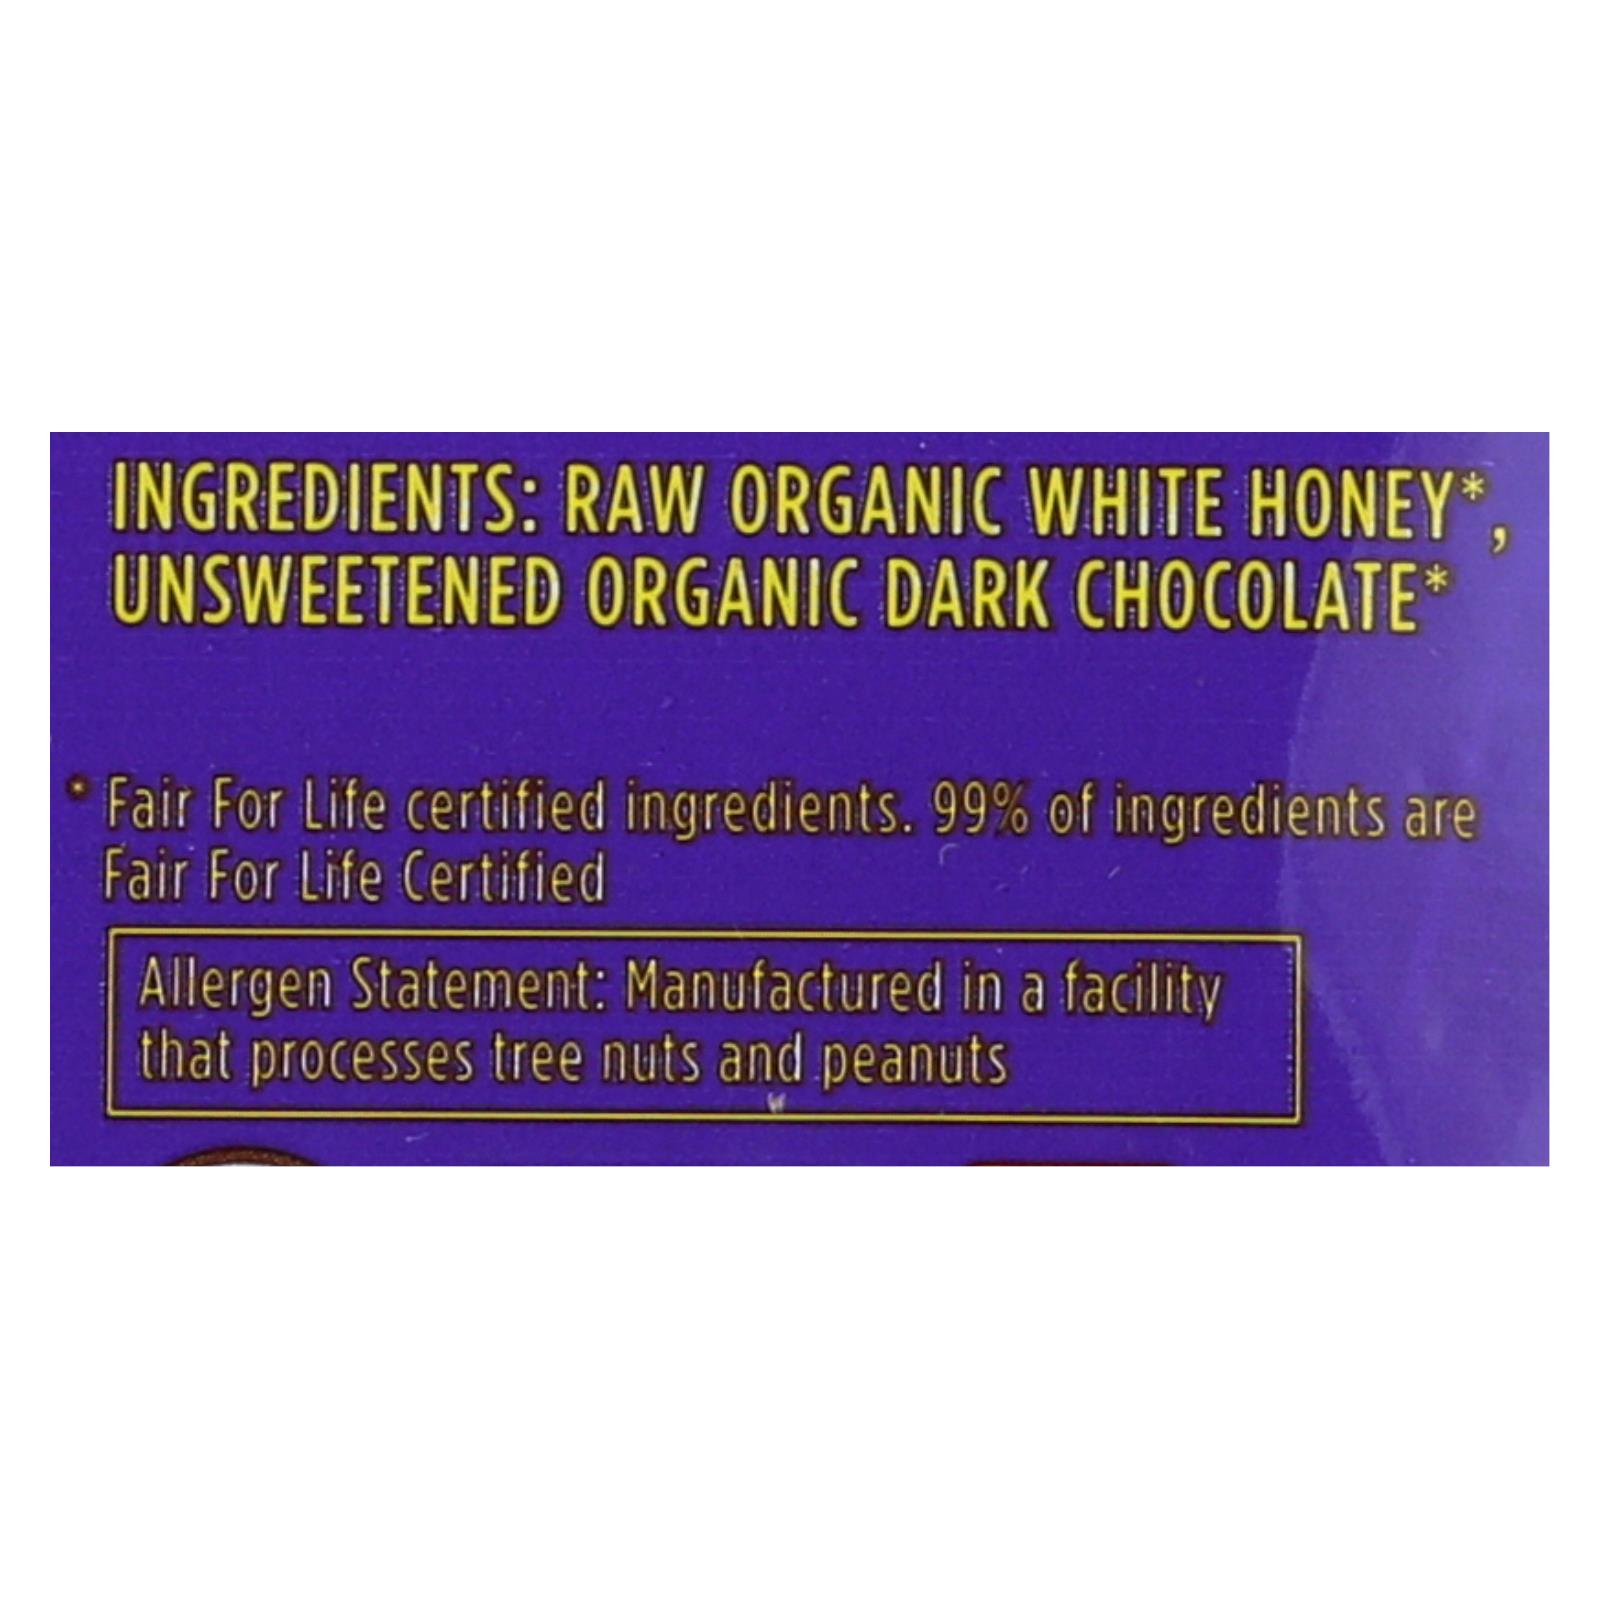 INGREDIENTS: RAW ORGANIC WHITE HONEY*,
UNSWEETENED ORGANIC DARK CHOCOLATE*
* Fair For Life certified ingredients. 99% of ingredients are
Fair For Life Certified
Allergen Statement: Manufactured in a facility
that processes tree nuts and peanuts